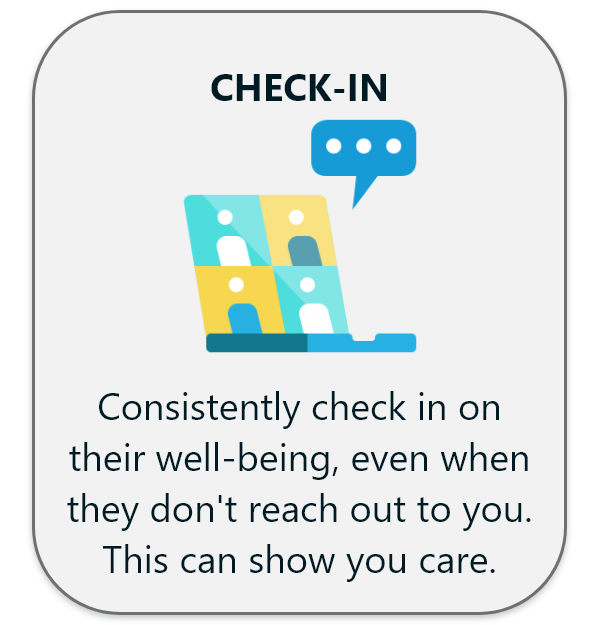 CHECK-IN
Consistently check in on
their well-being, even when
they don't reach out to you.
This can show you care.